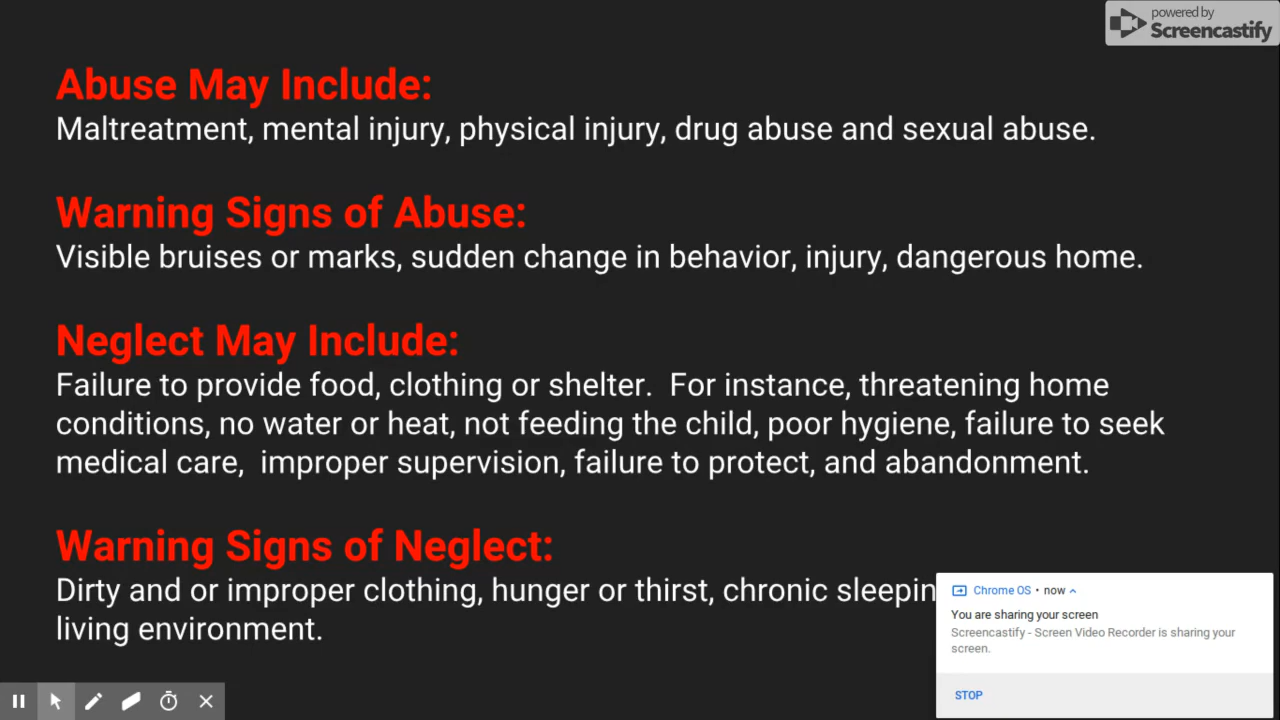 powered by
Screencastify
Abuse May Include:
Maltreatment, mental injury, physical injury, drug abuse and sexual abuse.
Warning Signs of Abuse:
Visible bruises or marks, sudden change in behavior, injury, dangerous home.
Neglect May Include:
Failure to provide food, clothing or shelter.  For instance, threatening home
conditions, no water or heat, not feeding the child, poor hygiene, failure to seek
medical care,  improper supervision, failure to protect, and abandonment.
Warning Signs of Neglect:
Dirty and or improper clothing, hunger or thirst, chronic
living environment.
Chrome OS • now
You are sharing your screen
Screencastify - Screen Video Recorder is sharing your
screen.
STOP